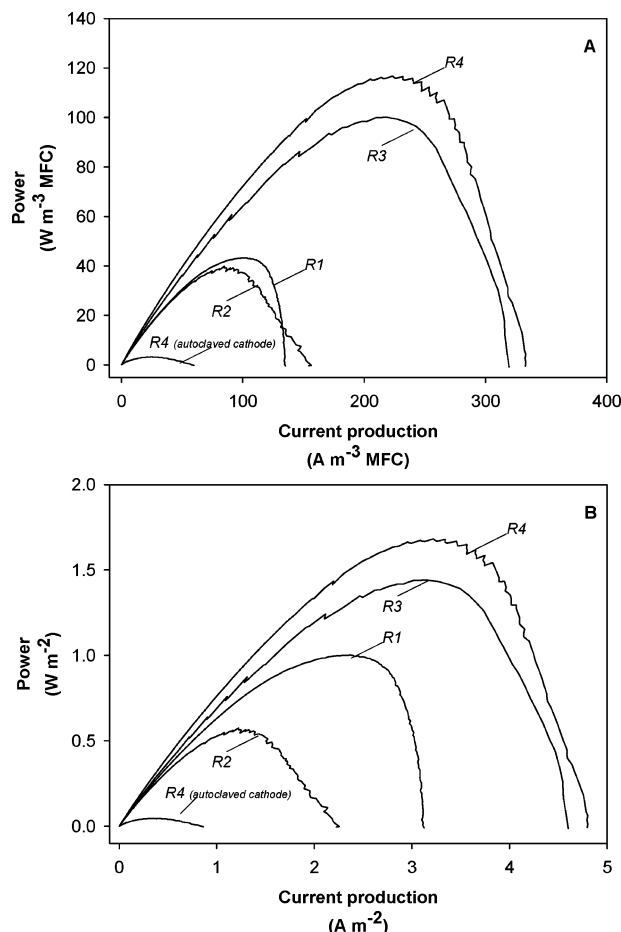 A
Power
(W m-3 MFC)
140
120
100
80
60
40
20
0
R4
R3
R1
R2
R4 (autoclaved cathode)
0 100 200 300 400
Current production
(A m-3 MFC)
B
Power
(W m-2)
2.0
1.5
1.0
0.5
0.0
R4
R3
R1
R2
R4 (autoclaved cathode)
0 1 2 3 4 5
Current production
(A m-2)